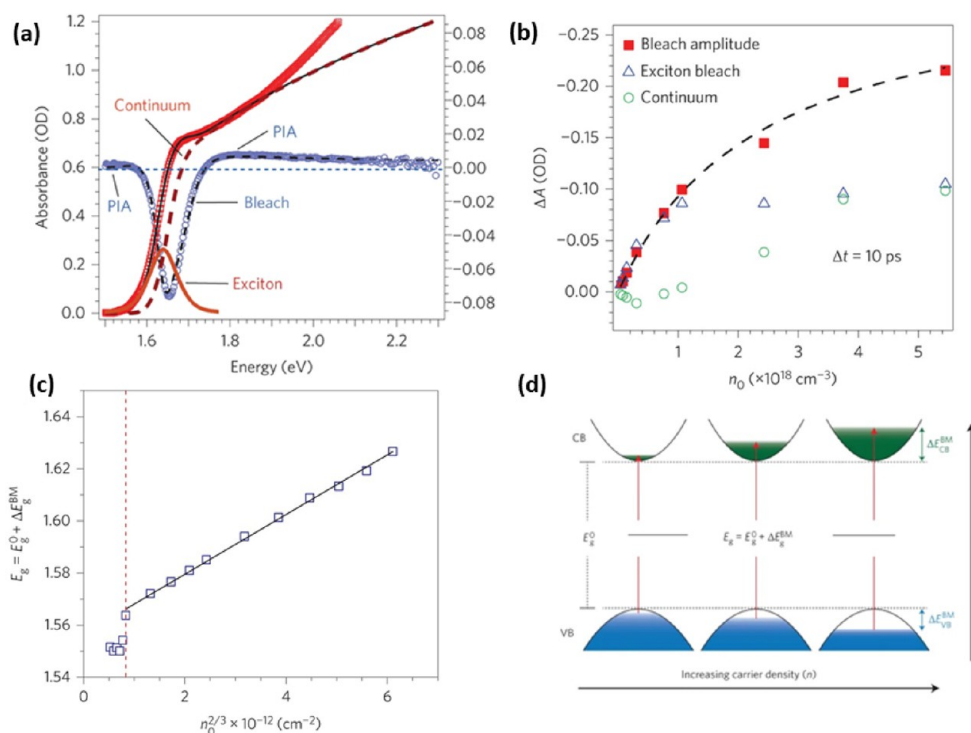 (a)
1.2
1.0
0.8
0.6
0.4
0.2
0.0
Absorbance (OD)
Continuum
PIA
PIA
Bleach
Exciton
0.08
0.06
0.04
0.02
0.00
−0.02
−0.04
−0.06
−0.08
1.6 1.8 2.0 2.2
Energy (eV)
(b)
−0.25
−0.20
−0.15
−0.10
−0.05
0.00
ΔA (OD)
Bleach amplitude
Exciton bleach
Continuum
Δt = 10 ps
0 1 2 3 4 5
n₀ (×10¹⁸ cm⁻³)
(c)
1.64
1.62
1.60
1.58
1.56
1.54
E_g = E_g^0 + ΔE_g^BM
0 2 4 6
n₀^2/3 × 10⁻¹² (cm⁻²)
(d)
CB
ΔE_CB^BM
E_g^0
E_g = E_g^0 + ΔE_g^BM
VB
ΔE_VB^BM
Increasing carrier density (n)